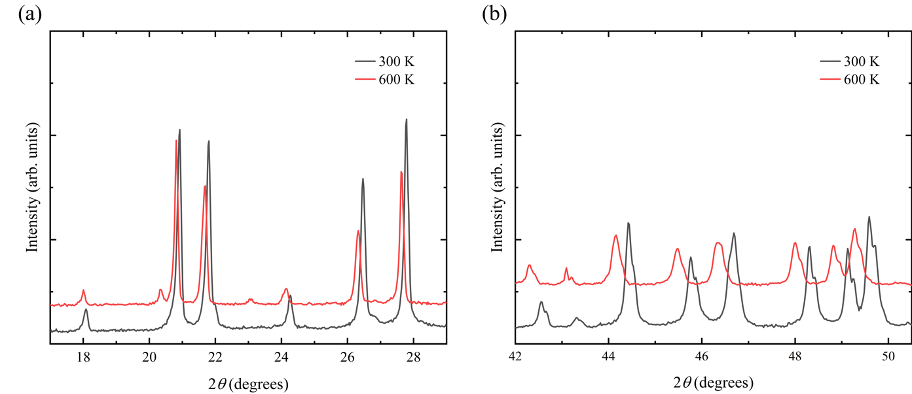 (a)
300 K
600 K
Intensity (arb. units)
18 20 22 24 26 28
2θ (degrees)
(b)
300 K
600 K
Intensity (arb. units)
42 44 46 48 50
2θ (degrees)